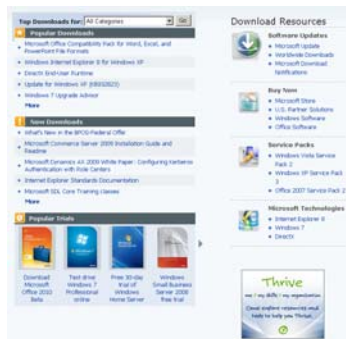 Top Downloads for: All Categories Go
Popular Downloads
Microsoft Office Compatibility Pack for Word, Excel, and
PowerPoint File Formats
Windows Internet Explorer 8 for Windows XP
DirectX End-User Runtime
Update for Windows XP
Windows 7 Upgrade Advisor
More
New Downloads
What's New in the BPOS-Federal Offer
Microsoft Commerce Server 2009 Installation Guide and
Readme
Microsoft Dynamics AX 2009 White Paper: Configuring Kerberos
Authentication with Role Centers
Internet Explorer Standards Documentation
Microsoft SDL Core Training classes
More
Popular Trials
Download
Microsoft
Office 2010
Beta
Test drive
Windows 7
Professional
online
Free 30-day
trial of
Windows
Home Server
Windows
Small Business
Server 2008
free trial
Download Resources
Software Updates
Microsoft Update
Worldwide Downloads
Microsoft Download
Notifications
Buy Now
Microsoft Store
U.S. Partner Solutions
Windows Software
Office Software
Service Packs
Windows Vista Service
Pack 2
Windows XP Service Pack
3
Office 2007 Service Pack 2
Microsoft Technologies
Internet Explorer 8
Windows 7
DirectX
Thrive
me / my skills / my organization
Great explore resources and
tools to help you Thrive.